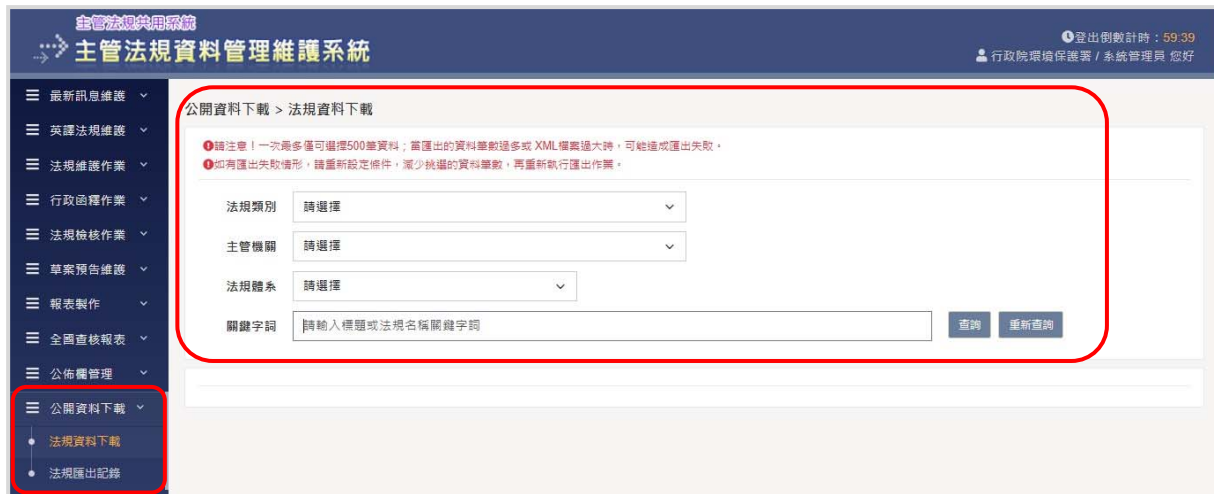 主管法規共用系統
主管法規資料管理維護系統
登出倒數計時：59:39
行政院環境保護署 / 系統管理員 您好
最新訊息維護
英譯法規維護
法規維護作業
行政函釋作業
法規檢核作業
草案預告維護
報表製作
全國查核報表
公佈欄管理
公開資料下載
法規資料下載
法規匯出記錄
公開資料下載 > 法規資料下載
請注意！一次最多僅可選擇500筆資料；當匯出的資料筆數過多或 XML檔案過大時，可能造成匯出失敗。
如有匯出失敗情形，請重新設定條件，減少挑選的資料筆數，再重新執行匯出作業。
法規類別 請選擇
主管機關 請選擇
法規體系 請選擇
關鍵字詞 請輸入標題或法規名稱關鍵字詞 查詢 重新查詢